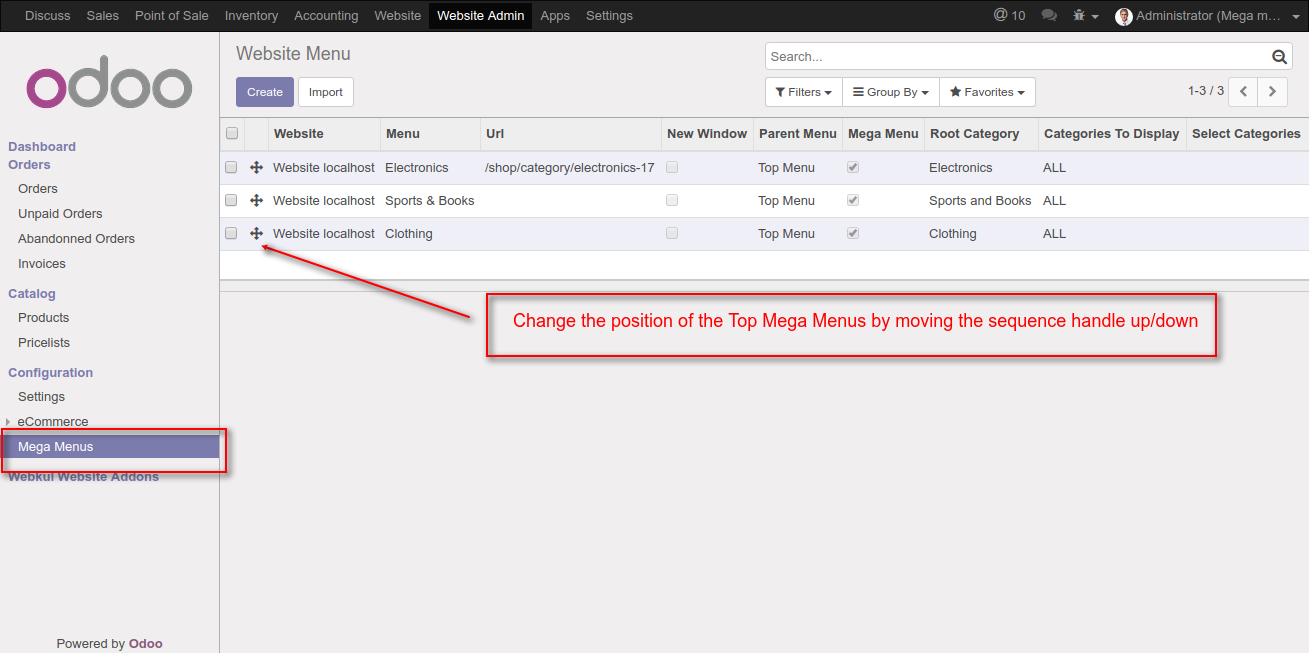 Discuss Sales Point of Sale Inventory Accounting Website Website Admin Apps Settings @ 10 Administrator (Mega m...
odoo
Website Menu
Search...
Create Import
Filters Group By Favorites 1-3 / 3
Website Menu Url New Window Parent Menu Mega Menu Root Category Categories To Display Select Categories
Website localhost Electronics /shop/category/electronics-17 Top Menu Electronics ALL
Website localhost Sports & Books Top Menu Sports and Books ALL
Website localhost Clothing Top Menu Clothing ALL
Change the position of the Top Mega Menus by moving the sequence handle up/down
Dashboard
Orders
Orders
Unpaid Orders
Abandonned Orders
Invoices
Catalog
Products
Pricelists
Configuration
Settings
eCommerce
Mega Menus
Webkul Website Addons
Powered by Odoo